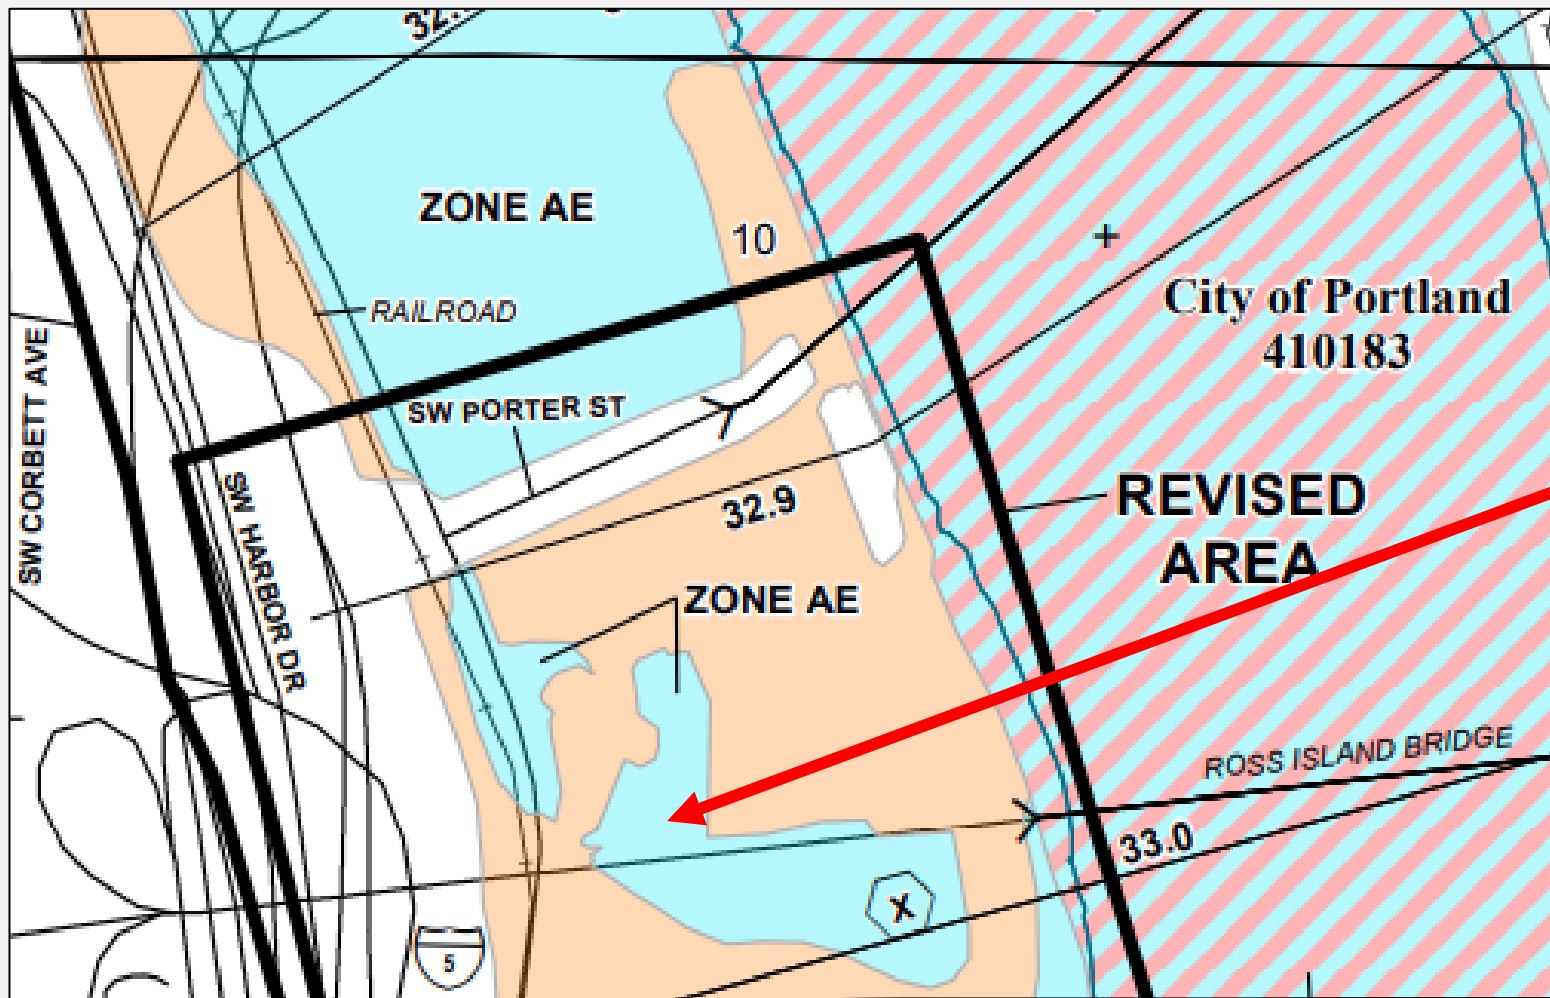 ZONE AE
10
RAILROAD
City of Portland
410183
SW CORBETT AVE
SW PORTER ST
SW HARBOR DR
32.9
REVISED
AREA
ZONE AE
ROSS ISLAND BRIDGE
33.0
X
5